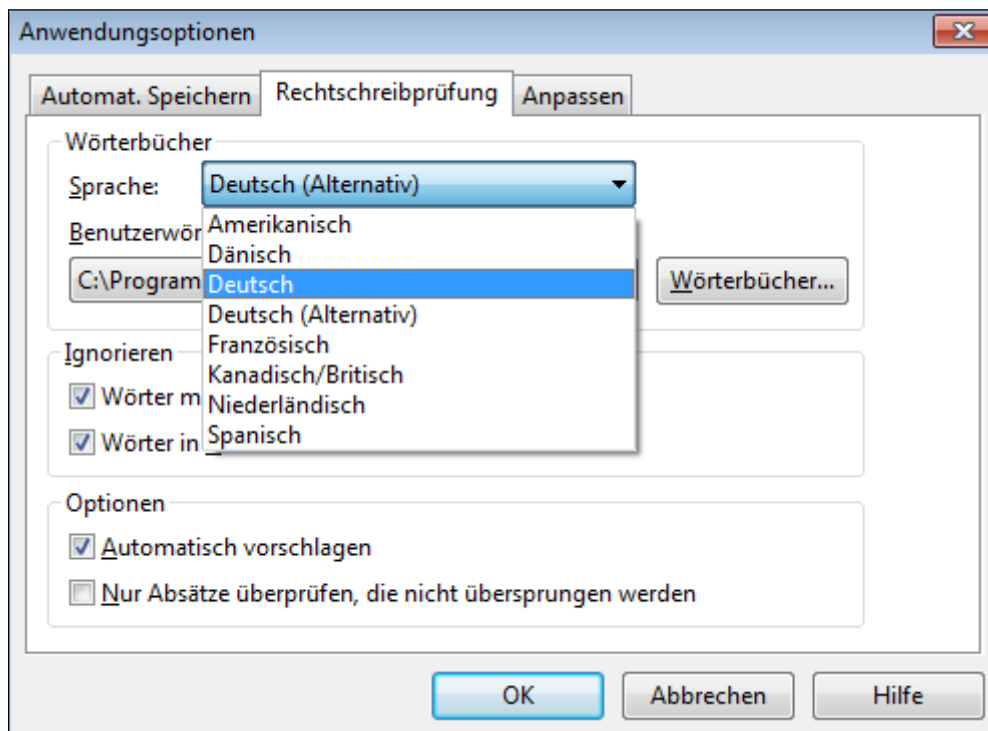 Anwendungsoptionen
Automat. Speichern Rechtschreibprüfung Anpassen
Wörterbücher
Sprache: Deutsch (Alternativ)
Amerikanisch
Dänisch
Deutsch
Deutsch (Alternativ)
Französisch
Kanadisch/Britisch
Niederländisch
Spanisch
C:\Program
Wörterbücher...
Ignorieren
Wörter
Wörter in
Optionen
Automatisch vorschlagen
Nur Absätze überprüfen, die nicht übersprungen werden
OK Abbrechen Hilfe